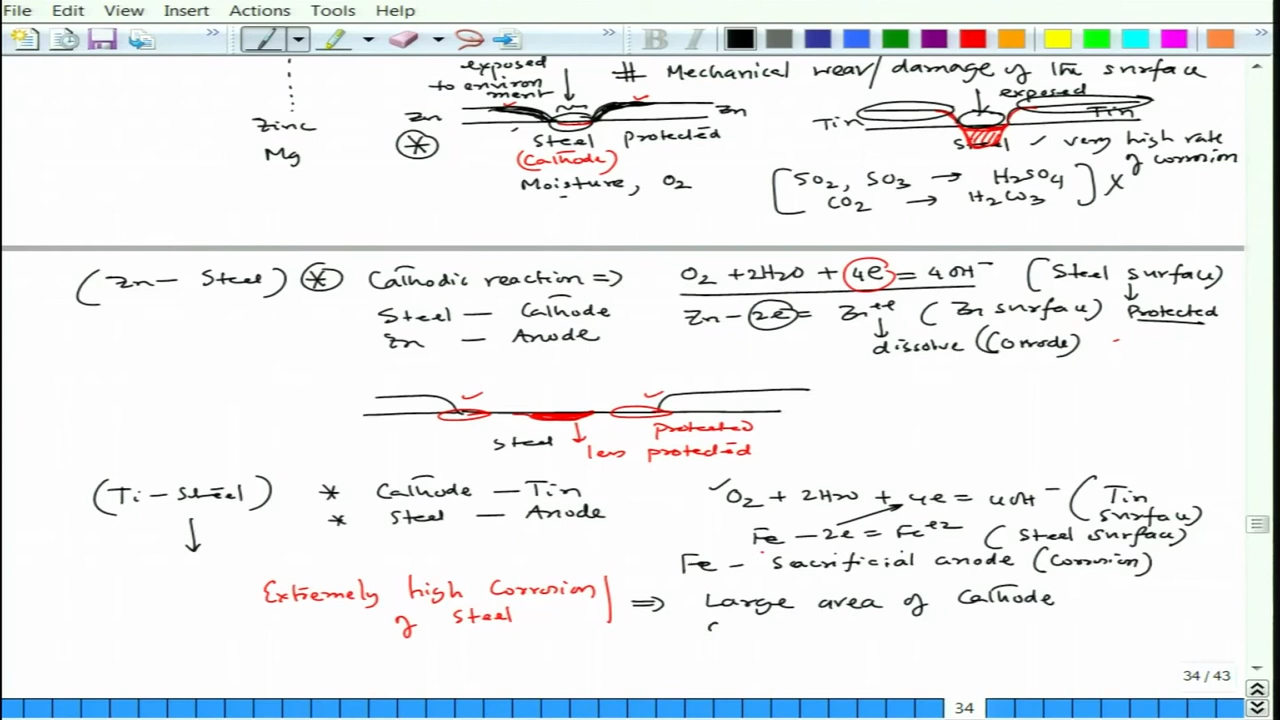 File Edit View Insert Actions Tools Help
exposed to environment
# Mechanical wear/damage of the surface
exposed
Zn Zn
Tin Tin
Zinc
Mg
Steel Protected
(Cathode)
Steel very high rate of corrosion
Moisture, O2
[SO2, SO3 → H2SO4
CO2 → H2CO3] X
(Zn - Steel) * Cathodic reaction =>
O2 + 2H2O + 4e = 4OH⁻ (Steel surface)
Steel - Cathode
Zn - Anode
Zn - 2e = Zn⁺⁺ (Zn surface) Protected
dissolve (Corrode)
protected
Steel less protected
(Ti - Steel) * Cathode - Tin
* Steel - Anode
O2 + 2H2O + 4e = 4OH⁻ (Tin surface)
Fe - 2e = Fe⁺² (Steel surface)
Fe - sacrificial anode (Corrosion)
Extremely high Corrosion of Steel => Large area of Cathode
34 / 43
34